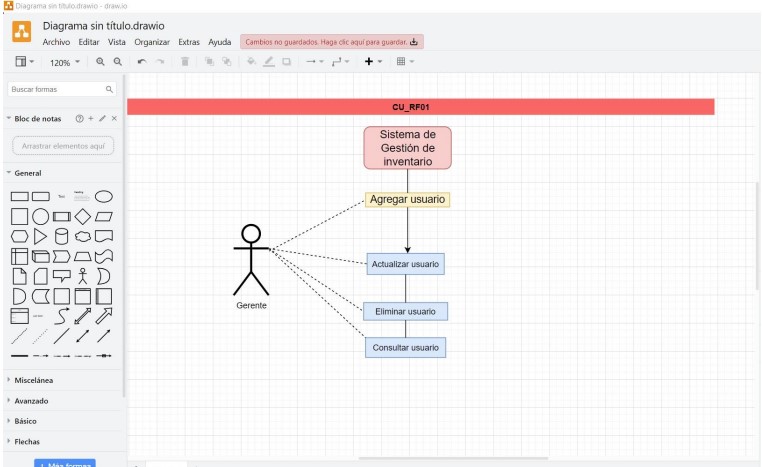 Diagrama sin título.drawio - draw.io
Diagrama sin título.drawio
Archivo Editar Vista Organizar Extras Ayuda Cambios no guardados. Haga clic aquí para guardar.
120%
Buscar formas
Bloc de notas
Arrastrar elementos aquí
General
Text
Heading
Miscelánea
Avanzado
Básico
Flechas
+ Más formas
CU_RF01
Sistema de
Gestión de
inventario
Agregar usuario
Actualizar usuario
Gerente
Eliminar usuario
Consultar usuario